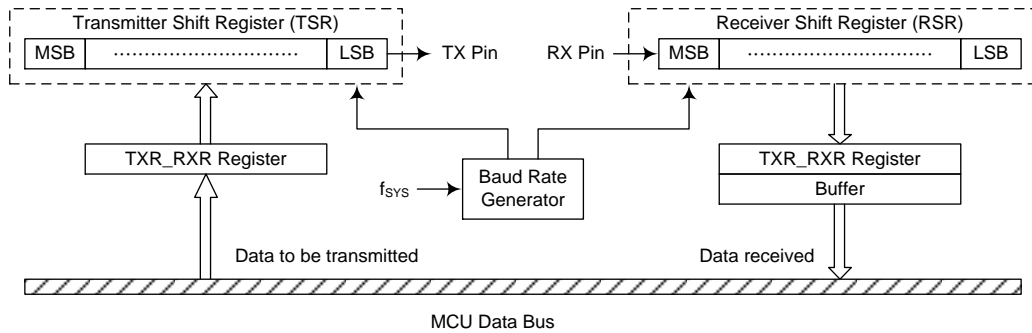 Transmitter Shift Register (TSR)
Receiver Shift Register (RSR)
MSB ………………………… LSB
TX Pin
RX Pin
MSB ………………………… LSB
TXR_RXR Register
fSYS
Baud Rate
Generator
TXR_RXR Register
Buffer
Data to be transmitted
Data received
MCU Data Bus